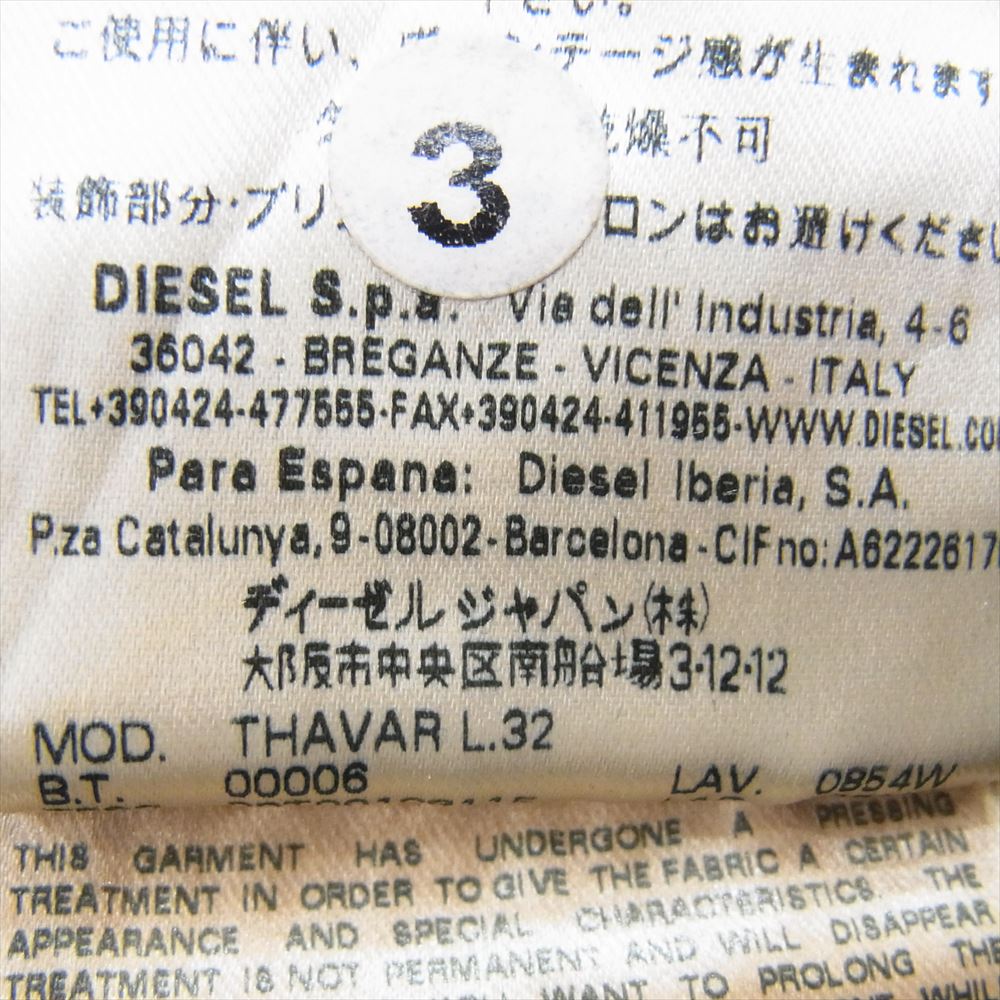 ご使用に伴い、 テージ感が生まれます
3
乾燥不可
装飾部分・プリ ロンはお避けください
DIESEL S.p.a. Via dell' Industria, 4-6
36042 - BREGANZE - VICENZA - ITALY
TEL+390424-477555-FAX+390424-411955-WWW.DIESEL.CO
Para Espana: Diesel Iberia, S.A.
P.za Catalunya, 9-08002-Barcelona-CIF no: A6222617
ディーゼル ジャパン(株)
大阪市中央区南船場3-12-12
MOD. THAVAR L.32
B.T. 00006 LAV. 0854W
THIS GARMENT HAS UNDERGONE A PRESSING
TREATMENT IN ORDER TO GIVE THE FABRIC A CERTAIN
APPEARANCE AND SPECIAL CHARACTERISTICS. THE
TREATMENT IS NOT PERMANENT AND WILL DISAPPEAR
WANT TO PROLONG THE